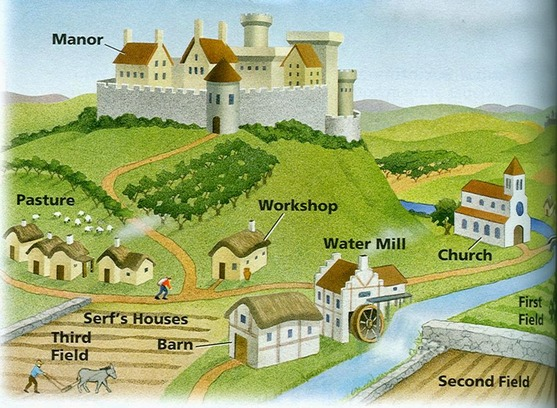 Manor
Pasture
Workshop
Water Mill
Church
Serf's Houses
First
Field
Third
Field
Barn
Second Field